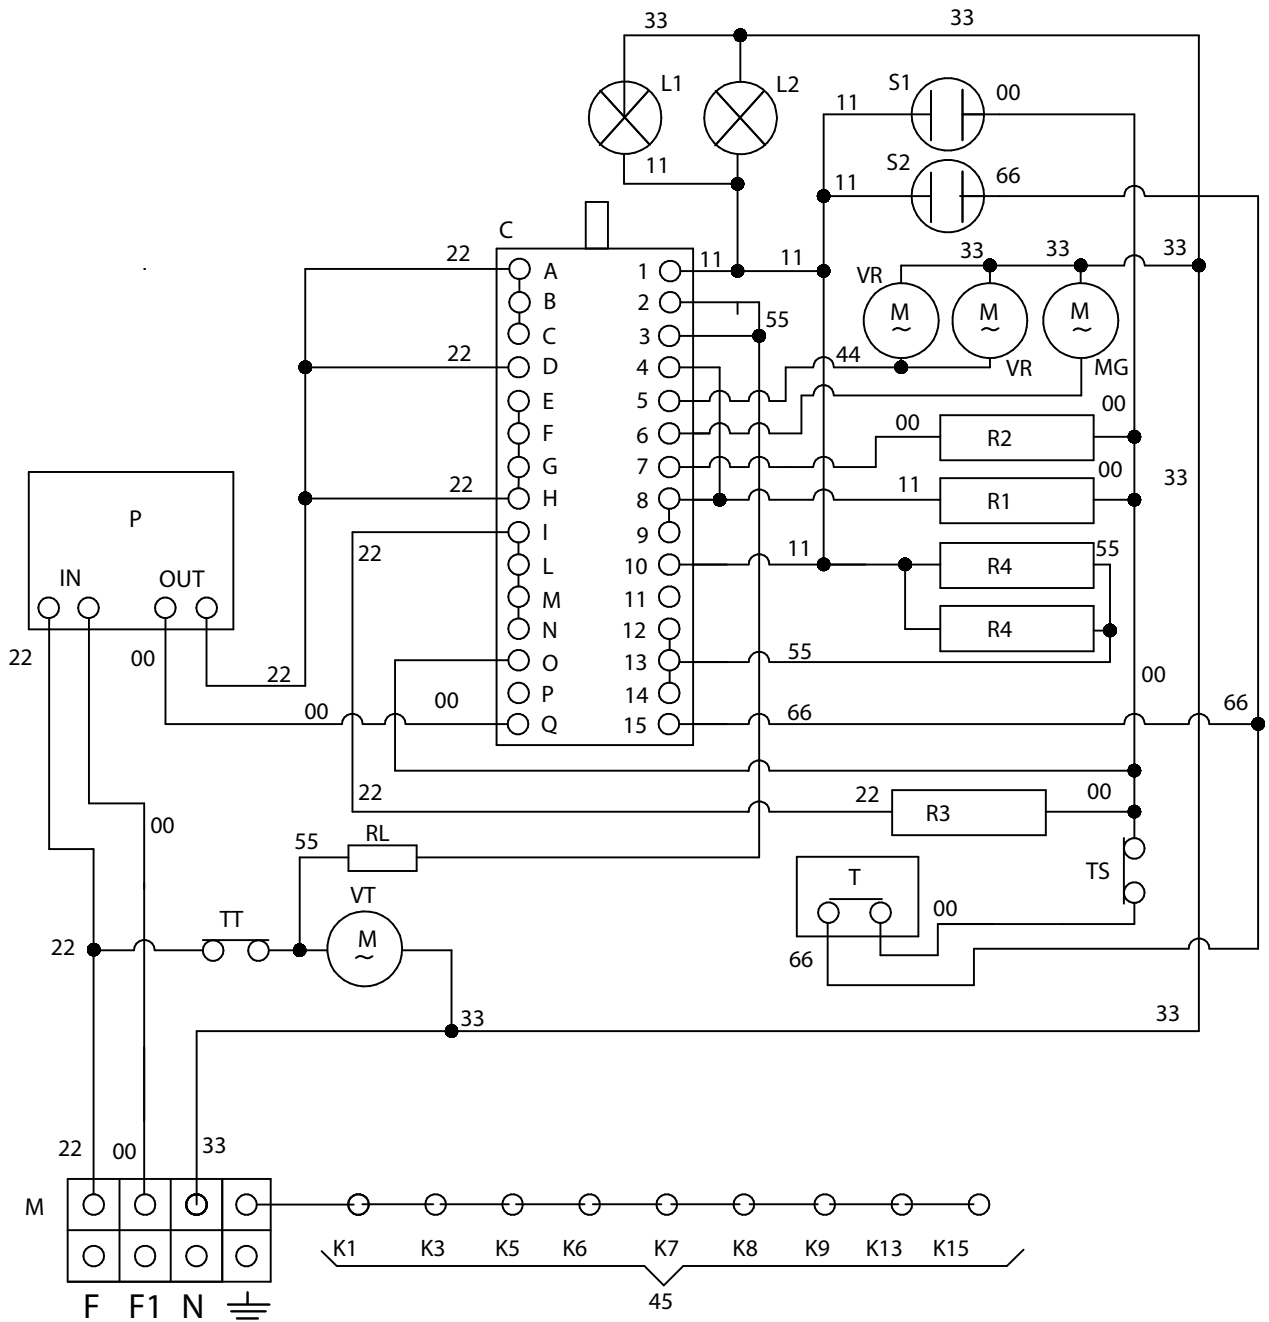 33 33
L1 L2 S1 00
11
11
S2 66
11
C
22 A 1 11 11 33 33 33
VR
B 2
C 3 55 M ~ M ~ M ~
22 D 4 44 VR MG
E 5 00
F 6 00 R2
G 7 00
22 H 8 11 R1 33
I 9
22
L 10 11 R4 55
M 11
N 12 R4
O 13 55
P 14 00
00 Q 15 66 66
00
P
IN OUT
22 00 22
22 22 R3 00
00
55 RL
T TS
VT
TT 00
22 M ~ 66
33 33
22 00 33
M
K1 K3 K5 K6 K7 K8 K9 K13 K15
45
F F1 N